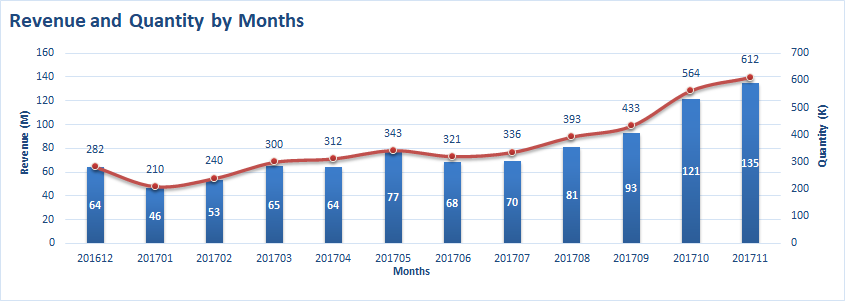 Revenue and Quantity by Months
160 700
140 600
120 500
100 400
80 300
60 200
40 100
20 0
0
Revenue (M)
Quantity (K)
282 210 240 300 312 343 321 336 393 433 564 612
64 46 53 65 64 77 68 70 81 93 121 135
201612 201701 201702 201703 201704 201705 201706 201707 201708 201709 201710 201711
Months